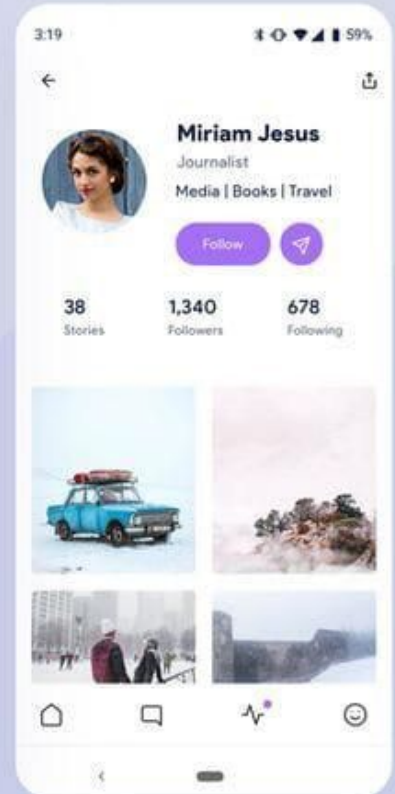 3:19 59%
Miriam Jesus
Journalist
Media | Books | Travel
Follow
38 1,340 678
Stories Followers Following